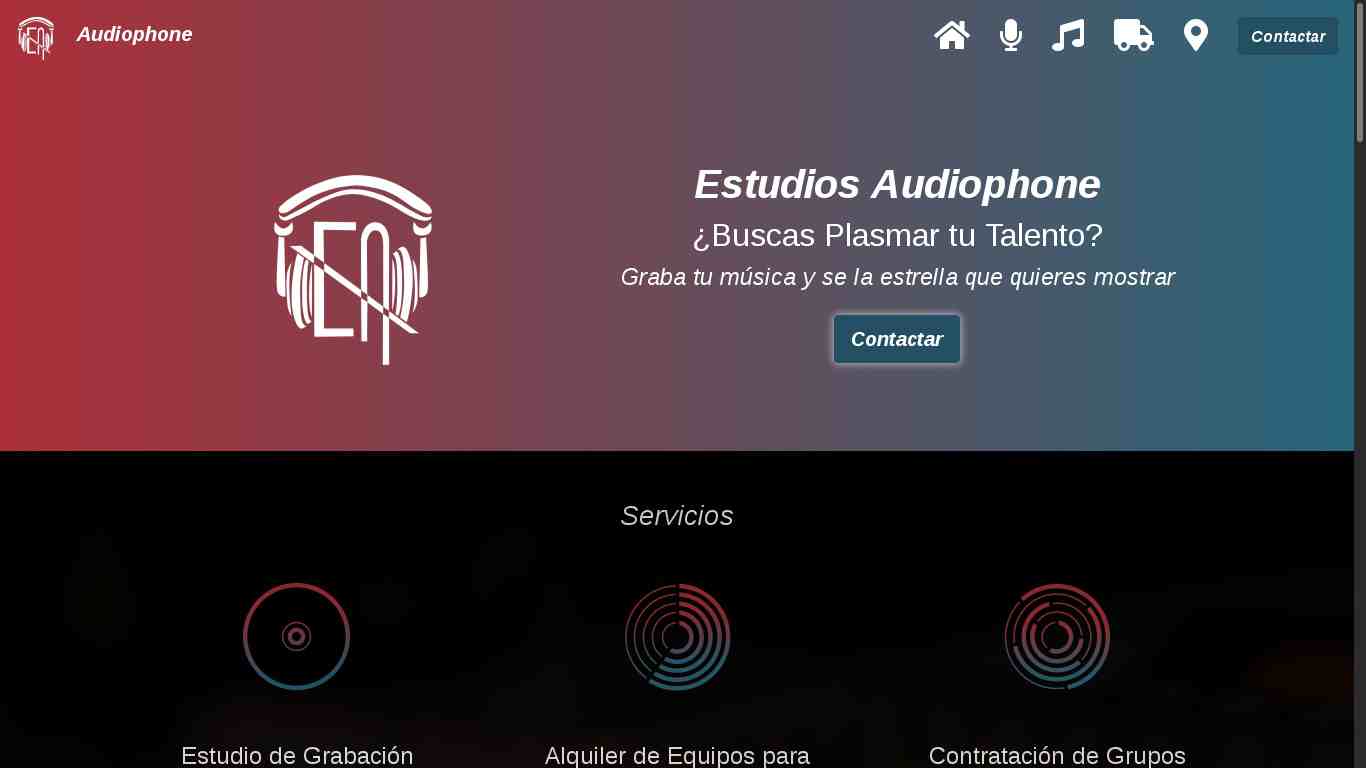 Audiophone
Contactar
Estudios Audiophone
¿Buscas Plasmar tu Talento?
Graba tu música y se la estrella que quieres mostrar
Contactar
Servicios
Estudio de Grabación
Alquiler de Equipos para
Contratación de Grupos